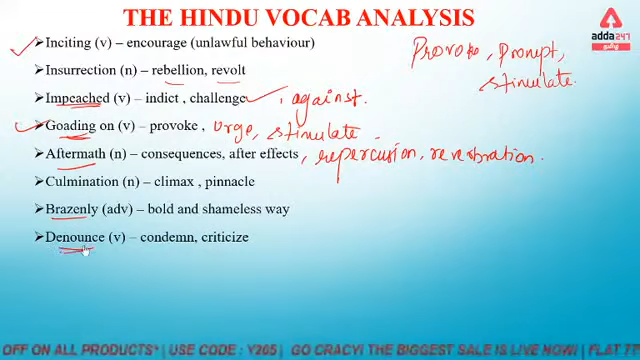 THE HINDU VOCAB ANALYSIS
adda247
தமிழ்
➤Inciting (v) – encourage (unlawful behaviour) Provoke, prompt,
stimulate.
➤Insurrection (n) – rebellion, revolt
➤Impeached (v) – indict , challenge , against.
➤Goading on (v) – provoke , urge, stimulate.
➤Aftermath (n) – consequences, after effects , repercusion, reverbration.
➤Culmination (n) – climax , pinnacle
➤Brazenly (adv) – bold and shameless way
➤Denounce (v) – condemn, criticize
OFF ON ALL PRODUCTS* | USE CODE : Y205 | GO CRACY! THE BIGGEST SALE IS LIVE NOW! | FLAT 77